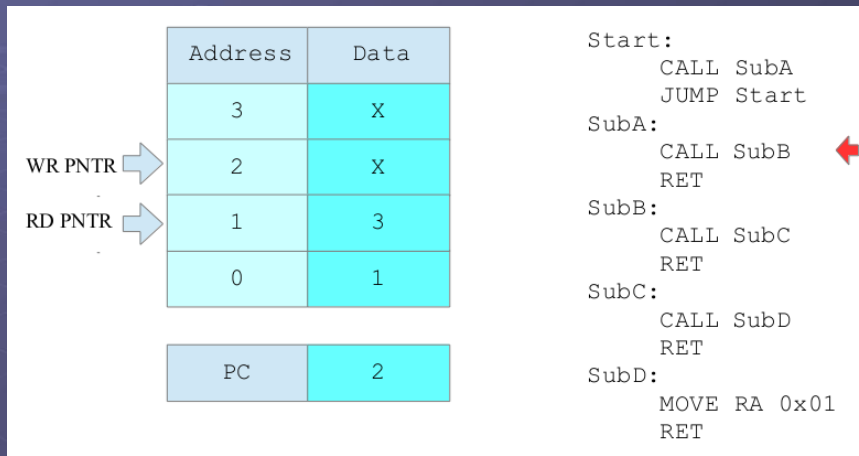 Address Data
3 X
WR PNTR 2 X
RD PNTR 1 3
0 1
PC 2
Start:
CALL SubA
JUMP Start
SubA:
CALL SubB
RET
SubB:
CALL SubC
RET
SubC:
CALL SubD
RET
SubD:
MOVE RA 0x01
RET